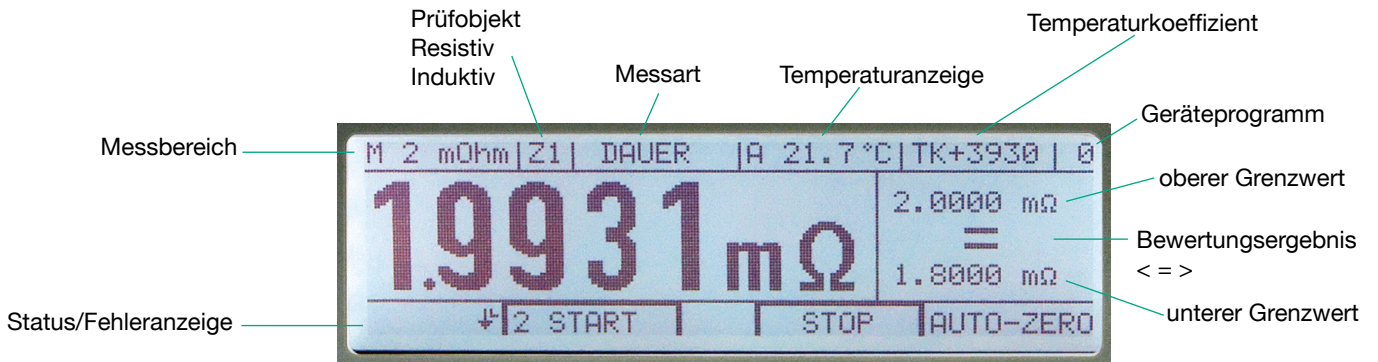 Prüfobjekt
Resistiv
Induktiv
Messart
Temperaturanzeige
Temperaturkoeffizient
Geräteprogramm
Messbereich
M 2 mOhm|Z1| DAUER |A 21.7°C|TK+3930 | 0
oberer Grenzwert
2.0000 mΩ
1.9931 mΩ
=
Bewertungsergebnis
< = >
1.8000 mΩ
unterer Grenzwert
Status/Fehleranzeige
2 START
STOP
AUTO-ZERO